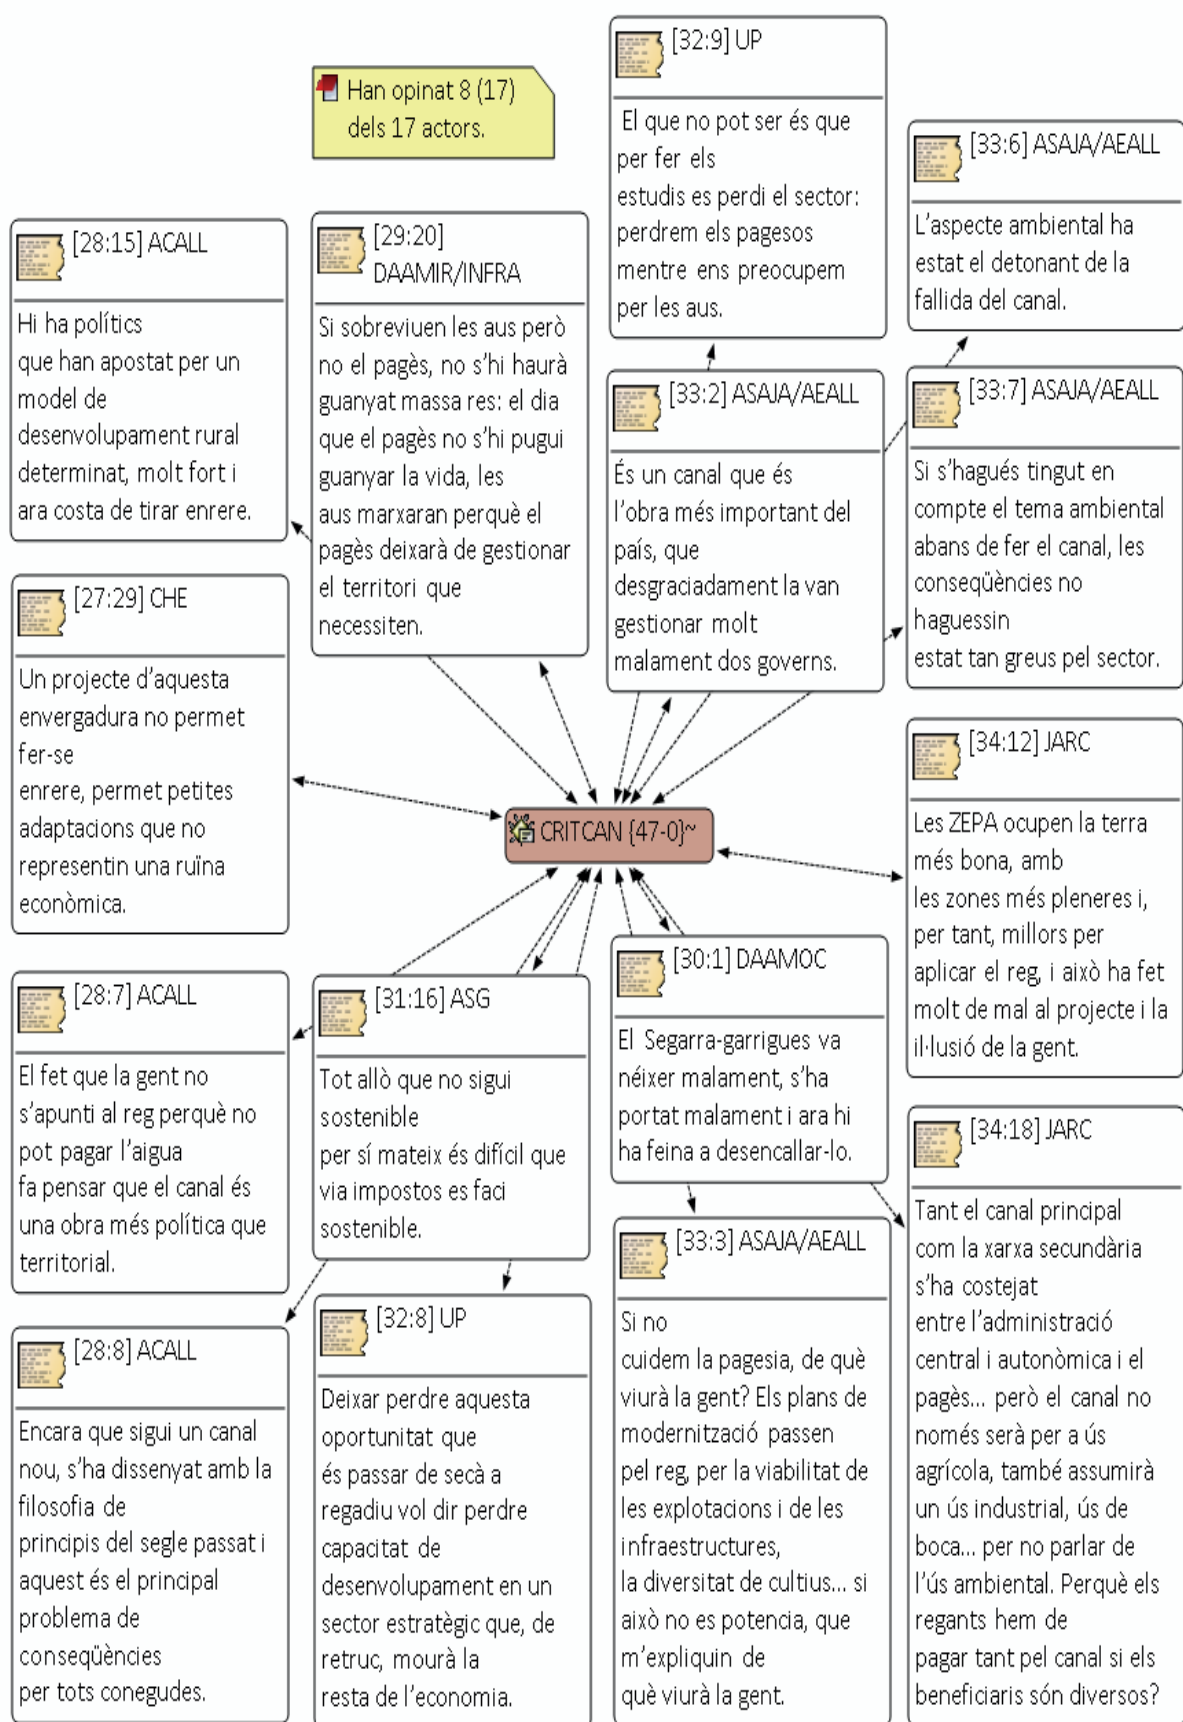 Han opinat 8 (17)
dels 17 actors.
[32:9] UP
El que no pot ser és que
per fer els
estudis es perdi el sector:
perdrem els pagesos
mentre ens preocupem
per les aus.
[33:6] ASAJA/AEALL
L'aspecte ambiental ha
estat el detonant de la
fallida del canal.
[28:15] ACALL
Hi ha polítics
que han apostat per un
model de
desenvolupament rural
determinat, molt fort i
ara costa de tirar enrere.
[29:20]
DAAMIR/INFRA
Si sobreviuen les aus però
no el pagès, no s'hi haurà
guanyat massa res: el dia
que el pagès no s'hi pugui
guanyar la vida, les
aus marxaran perquè el
pagès deixarà de gestionar
el territori que
necessiten.
[33:2] ASAJA/AEALL
És un canal que és
l'obra més important del
país, que
desgraciadament la van
gestionar molt
malament dos governs.
[33:7] ASAJA/AEALL
Si s'hagués tingut en
compte el tema ambiental
abans de fer el canal, les
conseqüències no
haguessin
estat tan greus pel sector.
[27:29] CHE
Un projecte d'aquesta
envergadura no permet
fer-se
enrere, permet petites
adaptacions que no
representin una ruïna
econòmica.
CRITCAN {47-0}~
[34:12] JARC
Les ZEPA ocupen la terra
més bona, amb
les zones més pleneres i,
per tant, millors per
aplicar el reg, i això ha fet
molt de mal al projecte i la
il·lusió de la gent.
[28:7] ACALL
El fet que la gent no
s'apunti al reg perquè no
pot pagar l'aigua
fa pensar que el canal és
una obra més política que
territorial.
[31:16] ASG
Tot allò que no sigui
sostenible
per sí mateix és difícil que
via impostos es faci
sostenible.
[30:1] DAAMOC
El Segarra-garrigues va
néixer malament, s'ha
portat malament i ara hi
ha feina a desencallar-lo.
[34:18] JARC
Tant el canal principal
com la xarxa secundària
s'ha costejat
entre l'administració
central i autonòmica i el
pagès... però el canal no
només serà per a ús
agrícola, també assumirà
un ús industrial, ús de
boca... per no parlar de
l'ús ambiental. Perquè els
regants hem de
pagar tant pel canal si els
beneficiaris són diversos?
[28:8] ACALL
Encara que sigui un canal
nou, s'ha dissenyat amb la
filosofia de
principis del segle passat i
aquest és el principal
problema de
conseqüències
per tots conegudes.
[32:8] UP
Deixar perdre aquesta
oportunitat que
és passar de secà a
regadiu vol dir perdre
capacitat de
desenvolupament en un
sector estratègic que, de
retruc, mourà la
resta de l'economia.
[33:3] ASAJA/AEALL
Si no
cuidem la pagesia, de què
viurà la gent? Els plans de
modernització passen
pel reg, per la viabilitat de
les explotacions i de les
infraestructures,
la diversitat de cultius... si
això no es potencia, que
m'expliquin de
què viurà la gent.